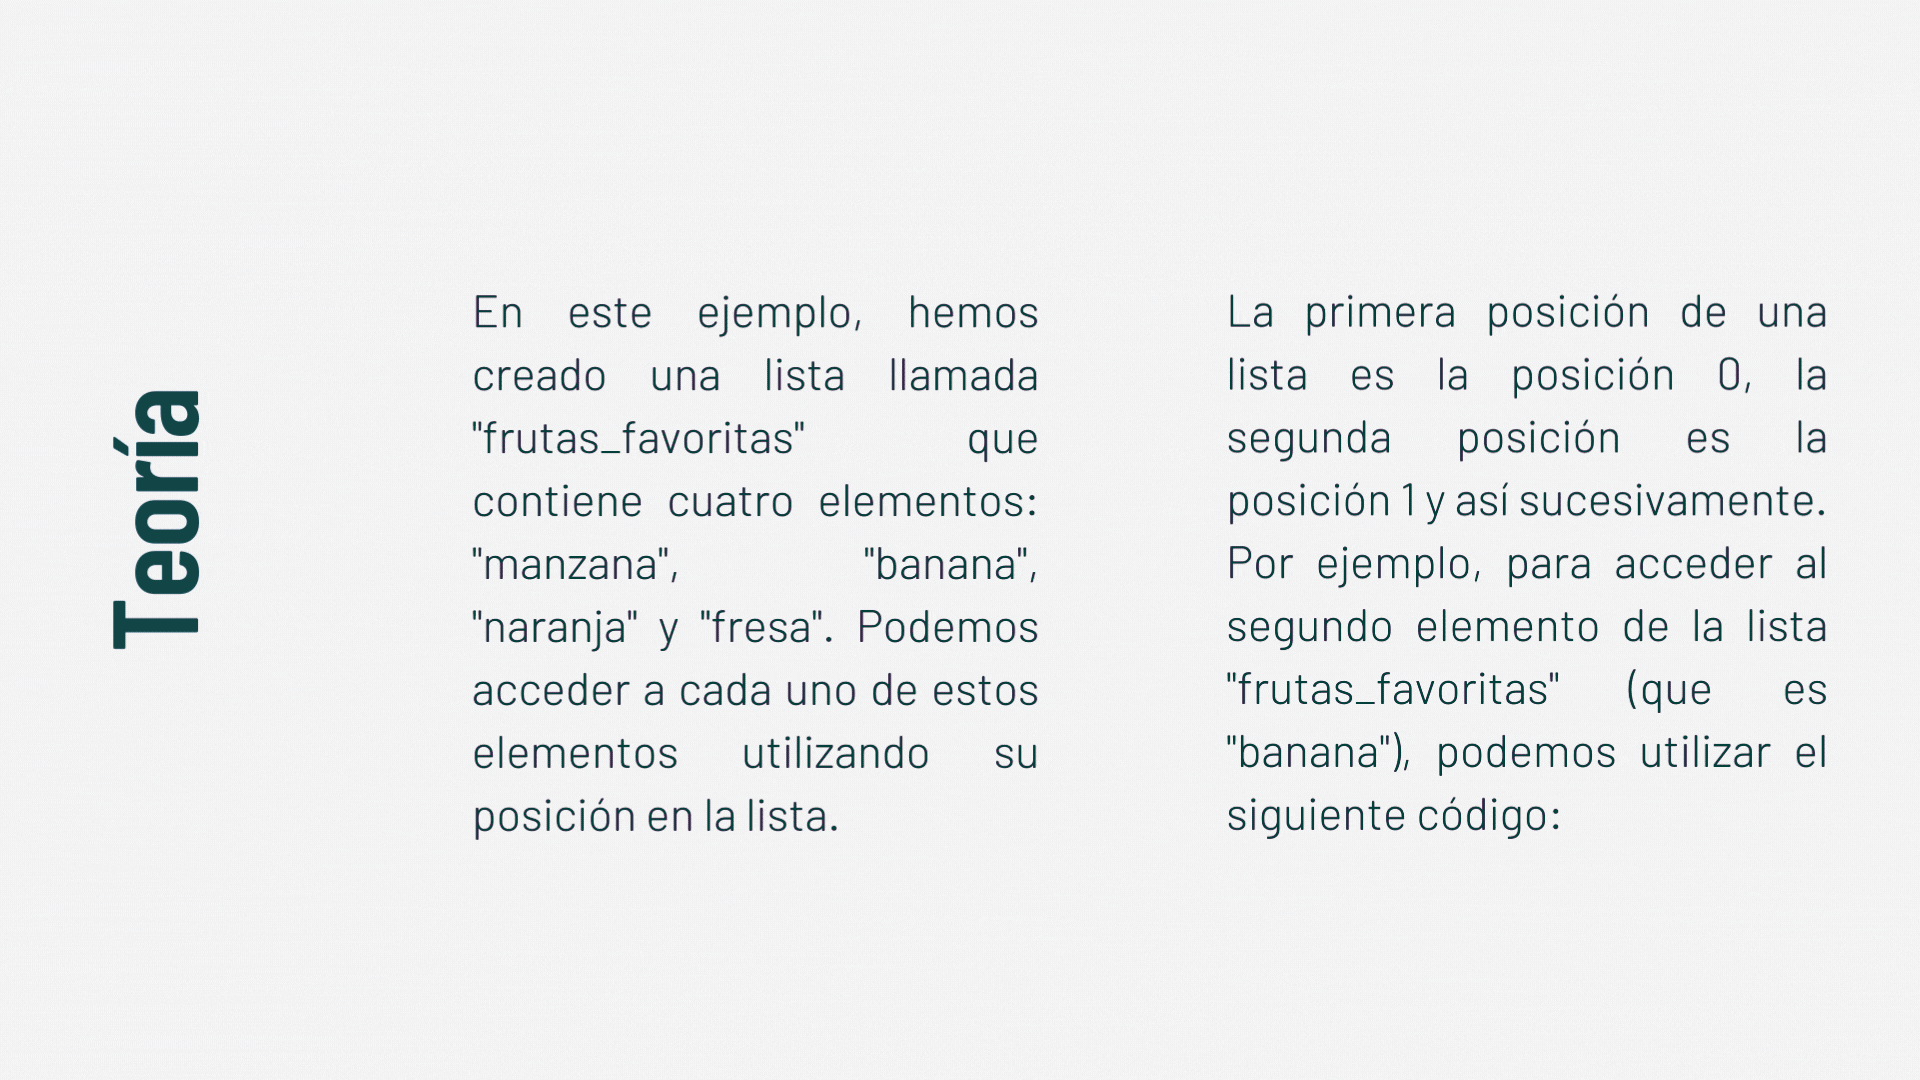 Teoría
En este ejemplo, hemos
creado una lista llamada
"frutas_favoritas" que
contiene cuatro elementos:
"manzana", "banana",
"naranja" y "fresa". Podemos
acceder a cada uno de estos
elementos utilizando su
posición en la lista.
La primera posición de una
lista es la posición 0, la
segunda posición es la
posición 1 y así sucesivamente.
Por ejemplo, para acceder al
segundo elemento de la lista
"frutas_favoritas" (que es
"banana"), podemos utilizar el
siguiente código: